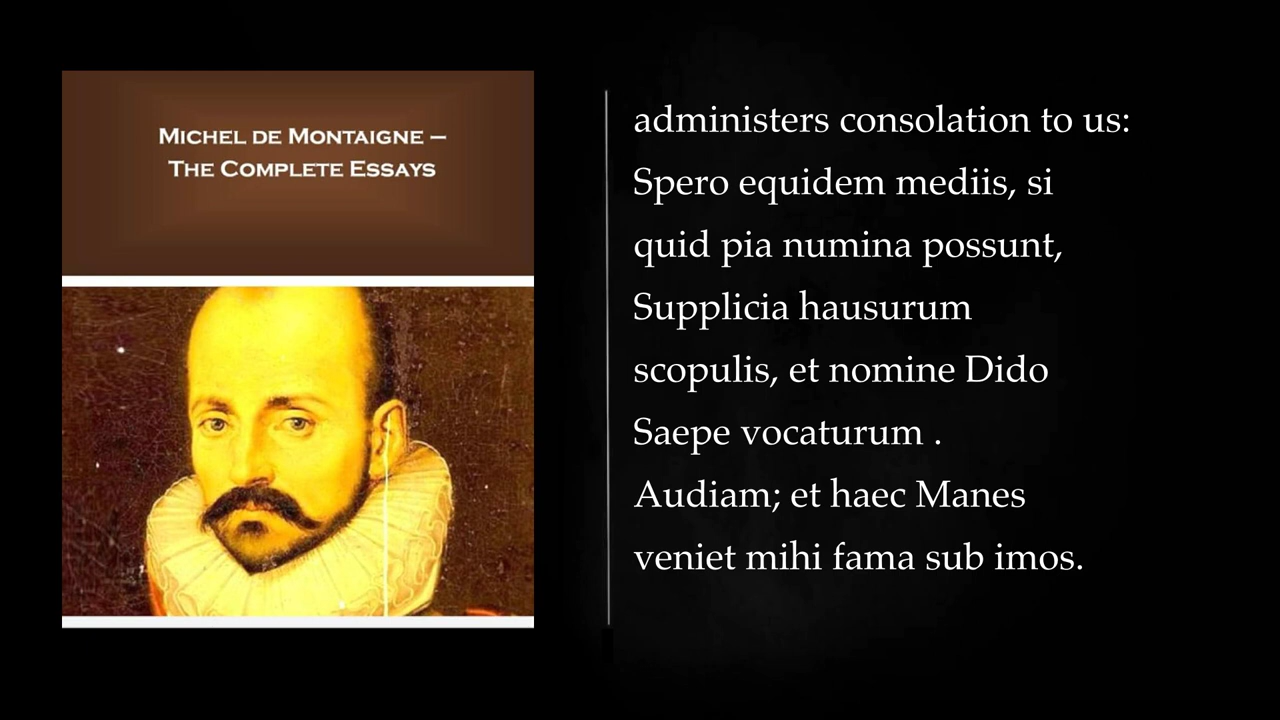 MICHEL DE MONTAIGNE –
THE COMPLETE ESSAYS
administers consolation to us:
Spero equidem mediis, si
quid pia numina possunt,
Supplicia hausurum
scopulis, et nomine Dido
Saepe vocaturum .
Audiam; et haec Manes
veniet mihi fama sub imos.